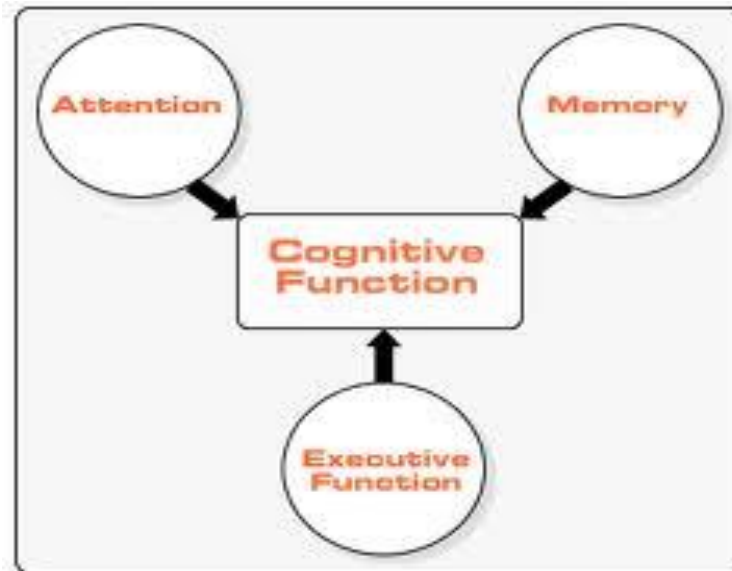 Attention
Memory
Cognitive
Function
Executive
Function